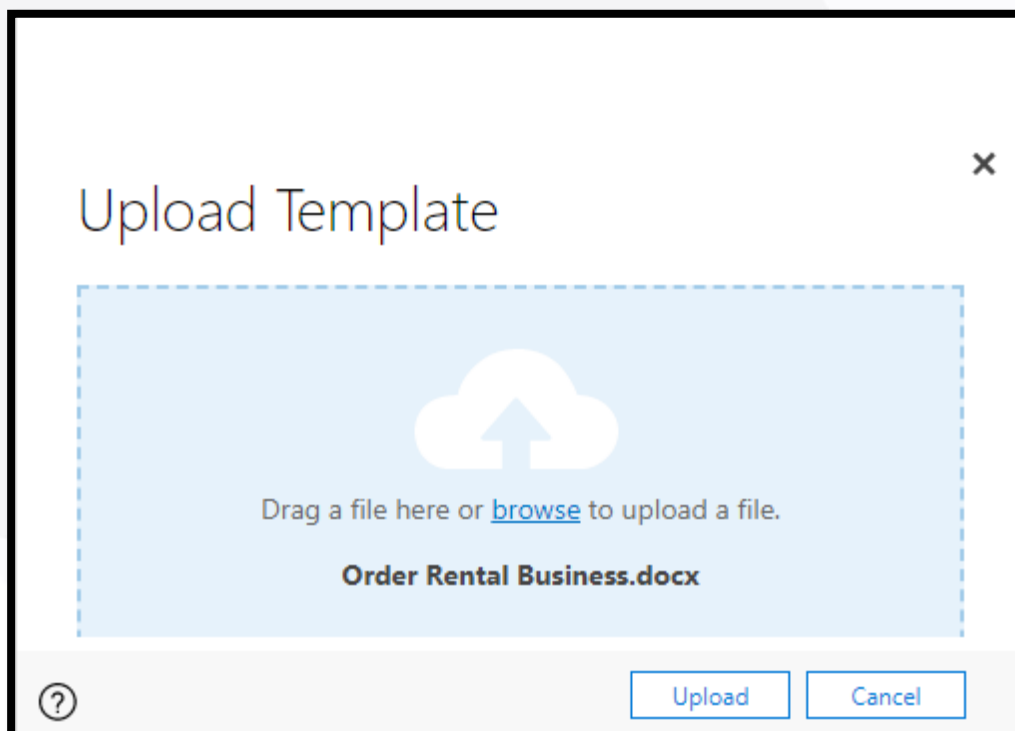 Upload Template
Drag a file here or browse to upload a file.
Order Rental Business.docx
Upload
Cancel